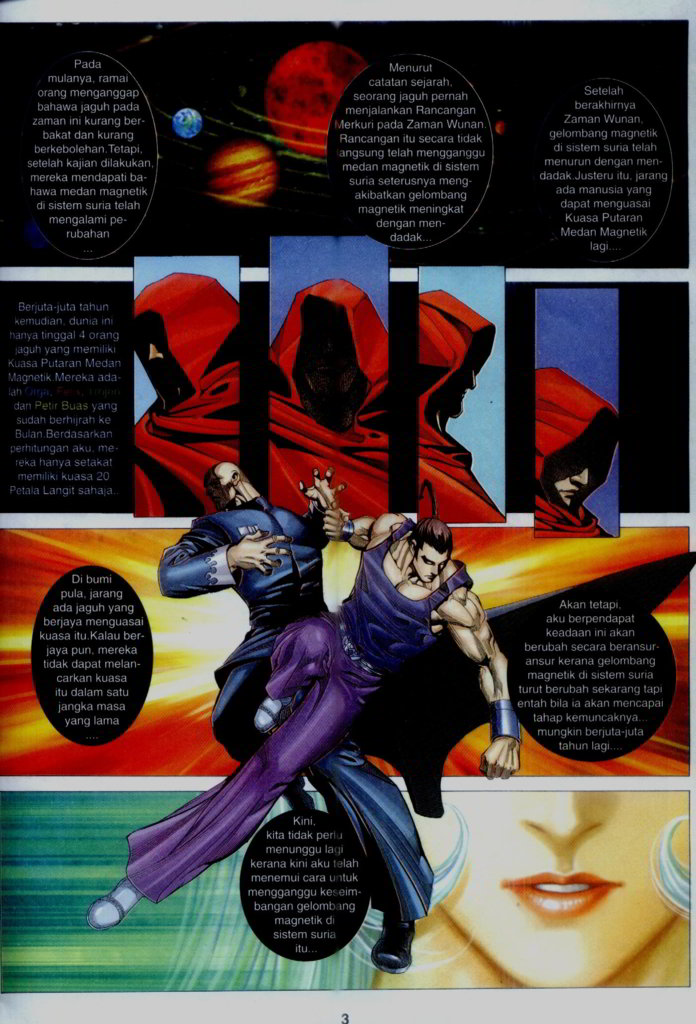 Pada
mulanya, ramai
orang menganggap
bahawa jaguh pada
zaman ini kurang ber-
bakat dan kurang
berkebolehan.Tetapi,
setelah kajian dilakukan,
mereka mendapati ba-
hawa medan magnetik
di sistem suria telah
mengalami pe-
rubahan
...
Menurut
catatan sejarah,
seorang jaguh pernah
menjalankan Rancangan
Merkuri pada Zaman Wunan.
Rancangan itu secara tidak
langsung telah mengganggu
medan magnetik di sistem
suria seterusnya meng-
akibatkan gelombang
magnetik meningkat
dengan men-
dadak...
Setelah
berakhirnya
Zaman Wunan,
gelombang magnetik
di sistem suria telah
menurun dengan men-
dadak.Justeru itu, jarang
ada manusia yang
dapat menguasai
Kuasa Putaran
Medan Magnetik
lagi....
Berjuta-juta tahun
kemudian, dunia ini
hanya tinggal 4 orang
jaguh yang memiliki
Kuasa Putaran Medan
Magnetik.Mereka ada-
lah
dan Petir Buas yang
sudah berhijrah ke
Bulan.Berdasarkan
perhitungan aku, me-
reka hanya setakat
memiliki kuasa 20
Petala Langit sahaja..
Di bumi
pula, jarang
ada jaguh yang
berjaya menguasai
kuasa itu.Kalau ber-
jaya pun, mereka
tidak dapat melan-
carkan kuasa
itu dalam satu
jangka masa
yang lama
....
Akan tetapi,
aku berpendapat
keadaan ini akan
berubah secara beransur-
ansur kerana gelombang
magnetik di sistem suria
turut berubah sekarang tapi
entah bila ia akan mencapai
tahap kemuncaknya...
mungkin berjuta-juta
tahun lagi....
Kini,
kita tidak perlu
menunggu lagi
kerana kini aku telah
menemui cara untuk
mengganggu keseim-
bangan gelombang
magnetik di
sistem suria
itu...
3